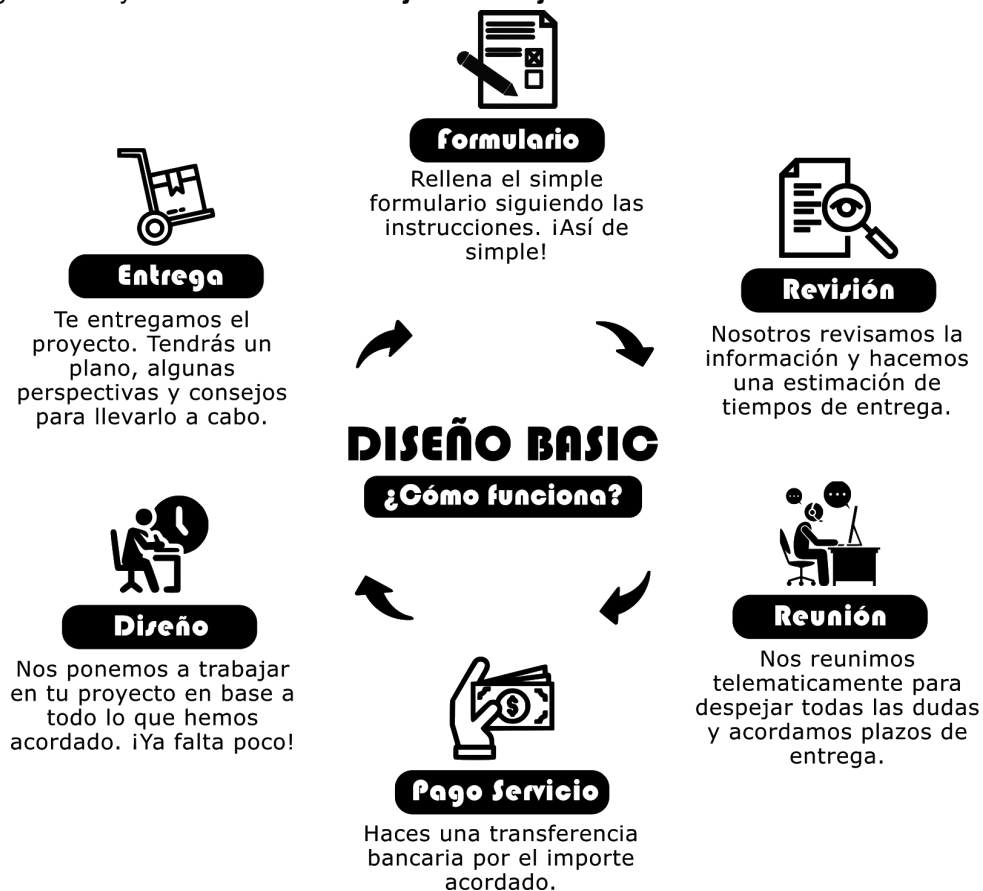 Formulario
Rellena el simple
formulario siguiendo las
instrucciones. ¡Así de
simple!
Revisión
Nosotros revisamos la
información y hacemos
una estimación de
tiempos de entrega.
Reunión
Nos reunimos
telematicamente para
despejar todas las dudas
y acordamos plazos de
entrega.
Pago Servicio
Haces una transferencia
bancaria por el importe
acordado.
Diseño
Nos ponemos a trabajar
en tu proyecto en base a
todo lo que hemos
acordado. ¡Ya falta poco!
Entrega
Te entregamos el
proyecto. Tendrás un
plano, algunas
perspectivas y consejos
para llevarlo a cabo.
DISEÑO BASIC
¿Cómo funciona?